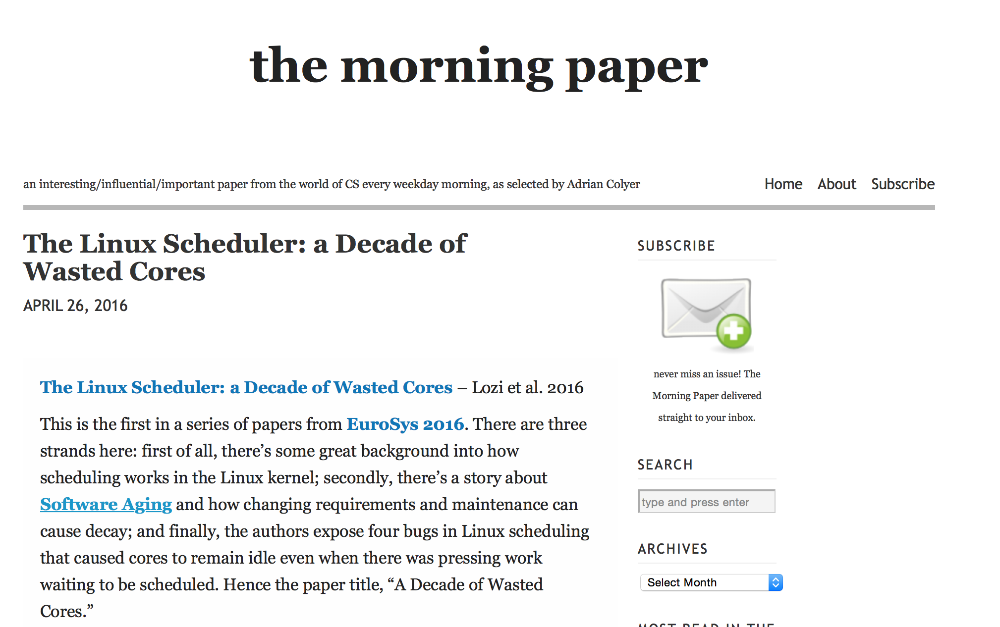 the morning paper
an interesting/influential/important paper from the world of CS every weekday morning, as selected by Adrian Colyer
Home About Subscribe
The Linux Scheduler: a Decade of
Wasted Cores
APRIL 26, 2016
The Linux Scheduler: a Decade of Wasted Cores – Lozi et al. 2016
This is the first in a series of papers from EuroSys 2016. There are three
strands here: first of all, there’s some great background into how
scheduling works in the Linux kernel; secondly, there’s a story about
Software Aging and how changing requirements and maintenance can
cause decay; and finally, the authors expose four bugs in Linux scheduling
that caused cores to remain idle even when there was pressing work
waiting to be scheduled. Hence the paper title, “A Decade of Wasted
Cores.”
SUBSCRIBE
never miss an issue! The
Morning Paper delivered
straight to your inbox.
SEARCH
type and press enter
ARCHIVES
Select Month
MOST READ IN THE